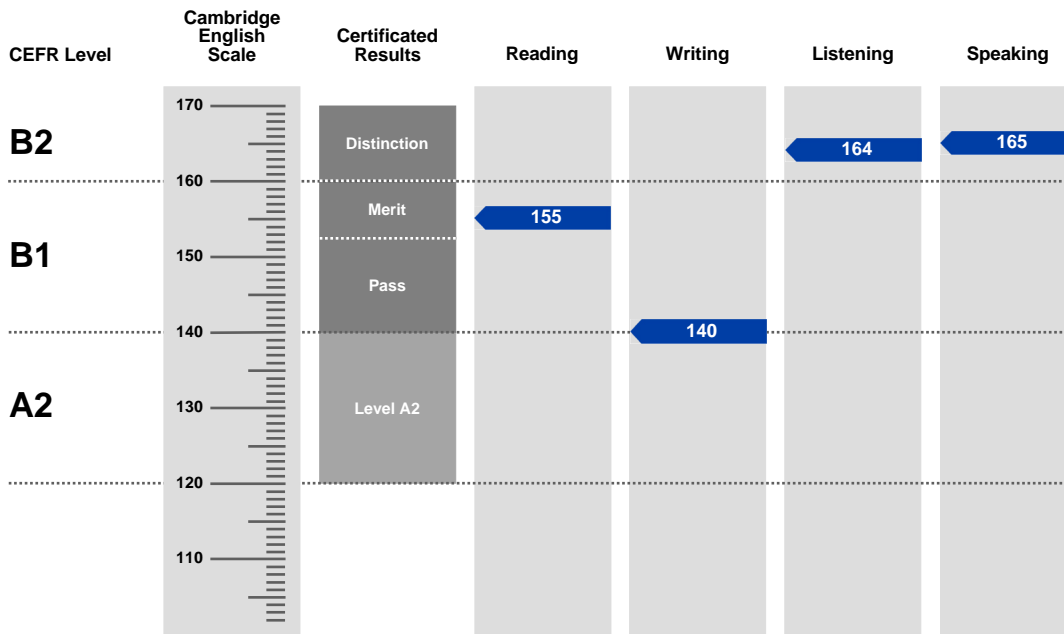 CEFR Level
Cambridge
English
Scale
Certificated
Results
Reading
Writing
Listening
Speaking
170
B2
Distinction
164
165
160
Merit
155
B1
150
Pass
140
140
A2
130
Level A2
120
110